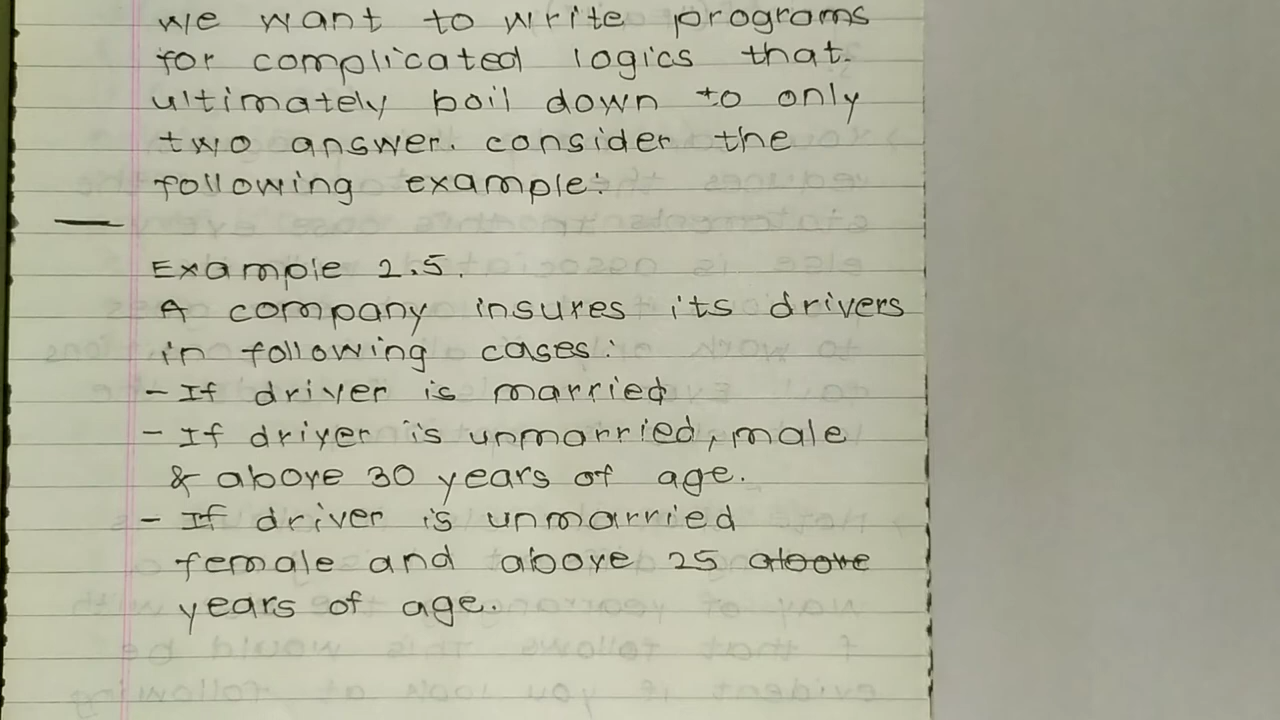 we want to write programs
for complicated logics that
ultimately boil down to only
two answer. consider the
following example:
Example 2.5.
A company insures its drivers
in following cases:
- If driver is married
- If driver is unmarried, male
& above 30 years of age.
- If driver is unmarried
female and above 25 above
years of age.